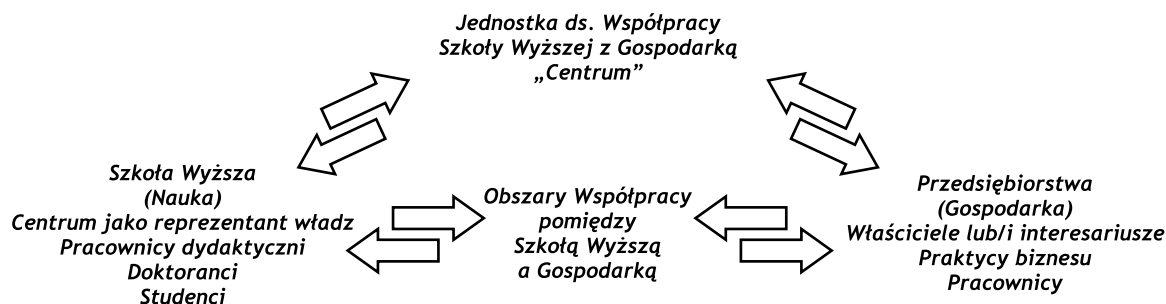 Jednostka ds. Współpracy
Szkoły Wyższej z Gospodarką
„Centrum”
Szkoła Wyższa
(Nauka)
Centrum jako reprezentant władz
Pracownicy dydaktyczni
Doktoranci
Studenci
Obszary Współpracy
pomiędzy
Szkołą Wyższą
a Gospodarką
Przedsiębiorstwa
(Gospodarka)
Właściciele lub/i interesariusze
Praktycy biznesu
Pracownicy